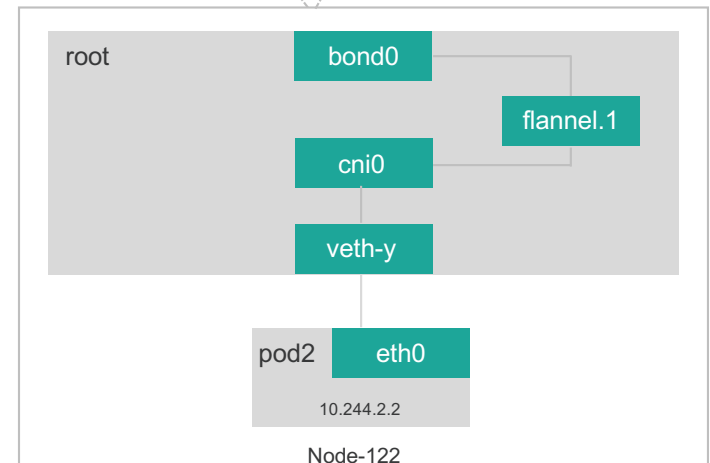 root
bond0
flannel.1
cni0
veth-y
pod2
eth0
10.244.2.2
Node-122